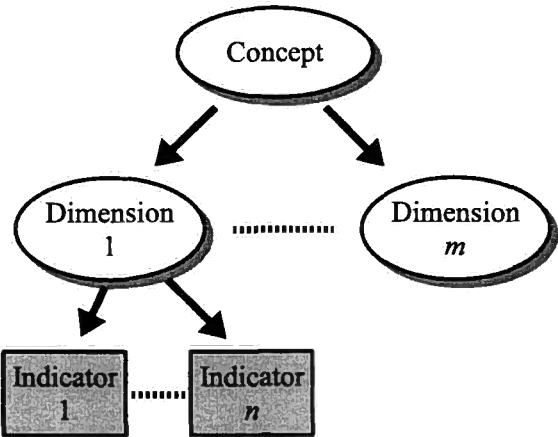 Concept
Dimension
1
Dimension
m
Indicator
1
Indicator
n